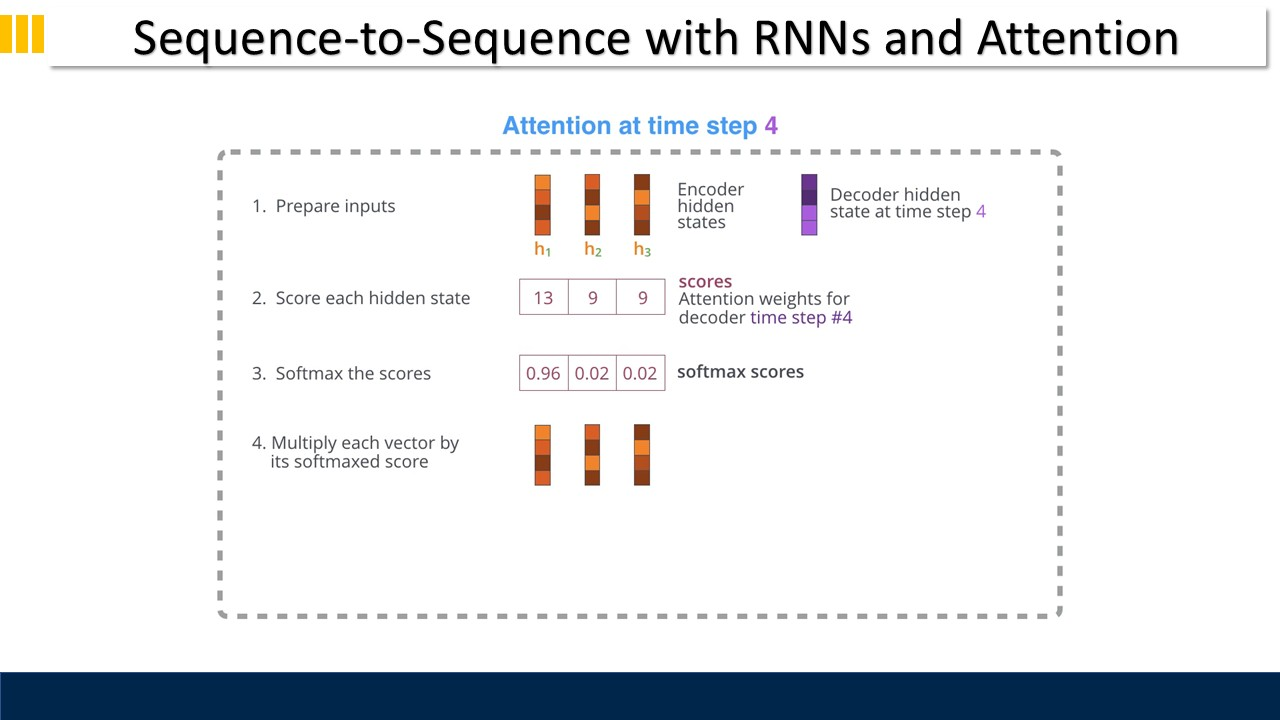 Sequence-to-Sequence with RNNs and Attention
Attention at time step 4
1. Prepare inputs
Encoder
hidden
states
Decoder hidden
state at time step 4
h1 h2 h3
2. Score each hidden state
13 9 9
scores
Attention weights for
decoder time step #4
3. Softmax the scores
0.96 0.02 0.02
softmax scores
4. Multiply each vector by
its softmaxed score